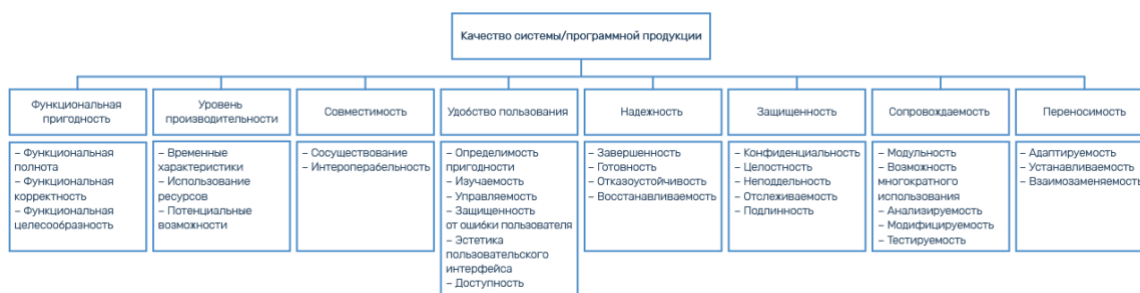 Качество системы/программной продукции
Функциональная
пригодность
– Функциональная
полнота
– Функциональная
корректность
– Функциональная
целесообразность
Уровень
производительности
– Временные
характеристики
– Использование
ресурсов
– Потенциальные
возможности
Совместимость
– Сосуществование
– Интероперабельность
Удобство пользования
– Определимость
пригодности
– Изучаемость
– Управляемость
– Защищенность
от ошибки пользователя
– Эстетика
пользовательского
интерфейса
– Доступность
Надежность
– Завершенность
– Готовность
– Отказоустойчивость
– Восстанавливаемость
Защищенность
– Конфиденциальность
– Целостность
– Неподдельность
– Отслеживаемость
– Подлинность
Сопровождаемость
– Модульность
– Возможность
многократного
использования
– Анализируемость
– Модифицируемость
– Тестируемость
Переносимость
– Адаптируемость
– Устанавливаемость
– Взаимозаменяемость